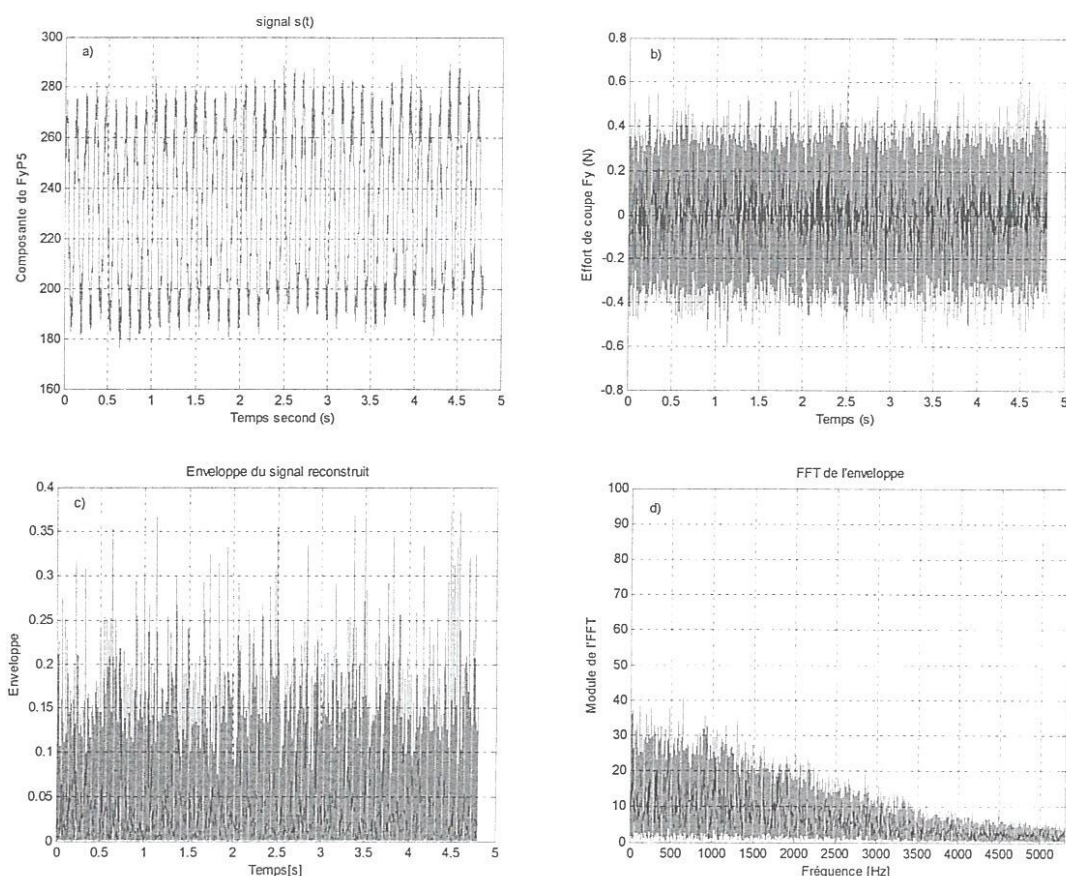 signal s(t)
a)
300
280
260
240
220
200
180
160
Composante de FyP5
0 0.5 1 1.5 2 2.5 3 3.5 4 4.5 5
Temps second (s)
b)
0.8
0.6
0.4
0.2
0
-0.2
-0.4
-0.6
-0.8
Effort de coupe Fy (N)
0 0.5 1 1.5 2 2.5 3 3.5 4 4.5 5
Temps (s)
Enveloppe du signal reconstruit
c)
0.4
0.35
0.3
0.25
0.2
0.15
0.1
0.05
0
Enveloppe
0 0.5 1 1.5 2 2.5 3 3.5 4 4.5 5
Temps[s]
FFT de l'enveloppe
d)
100
90
80
70
60
50
40
30
20
10
0
Module de l'FFT
0 500 1000 1500 2000 2500 3000 3500 4000 4500 5000
Fréquence [Hz]